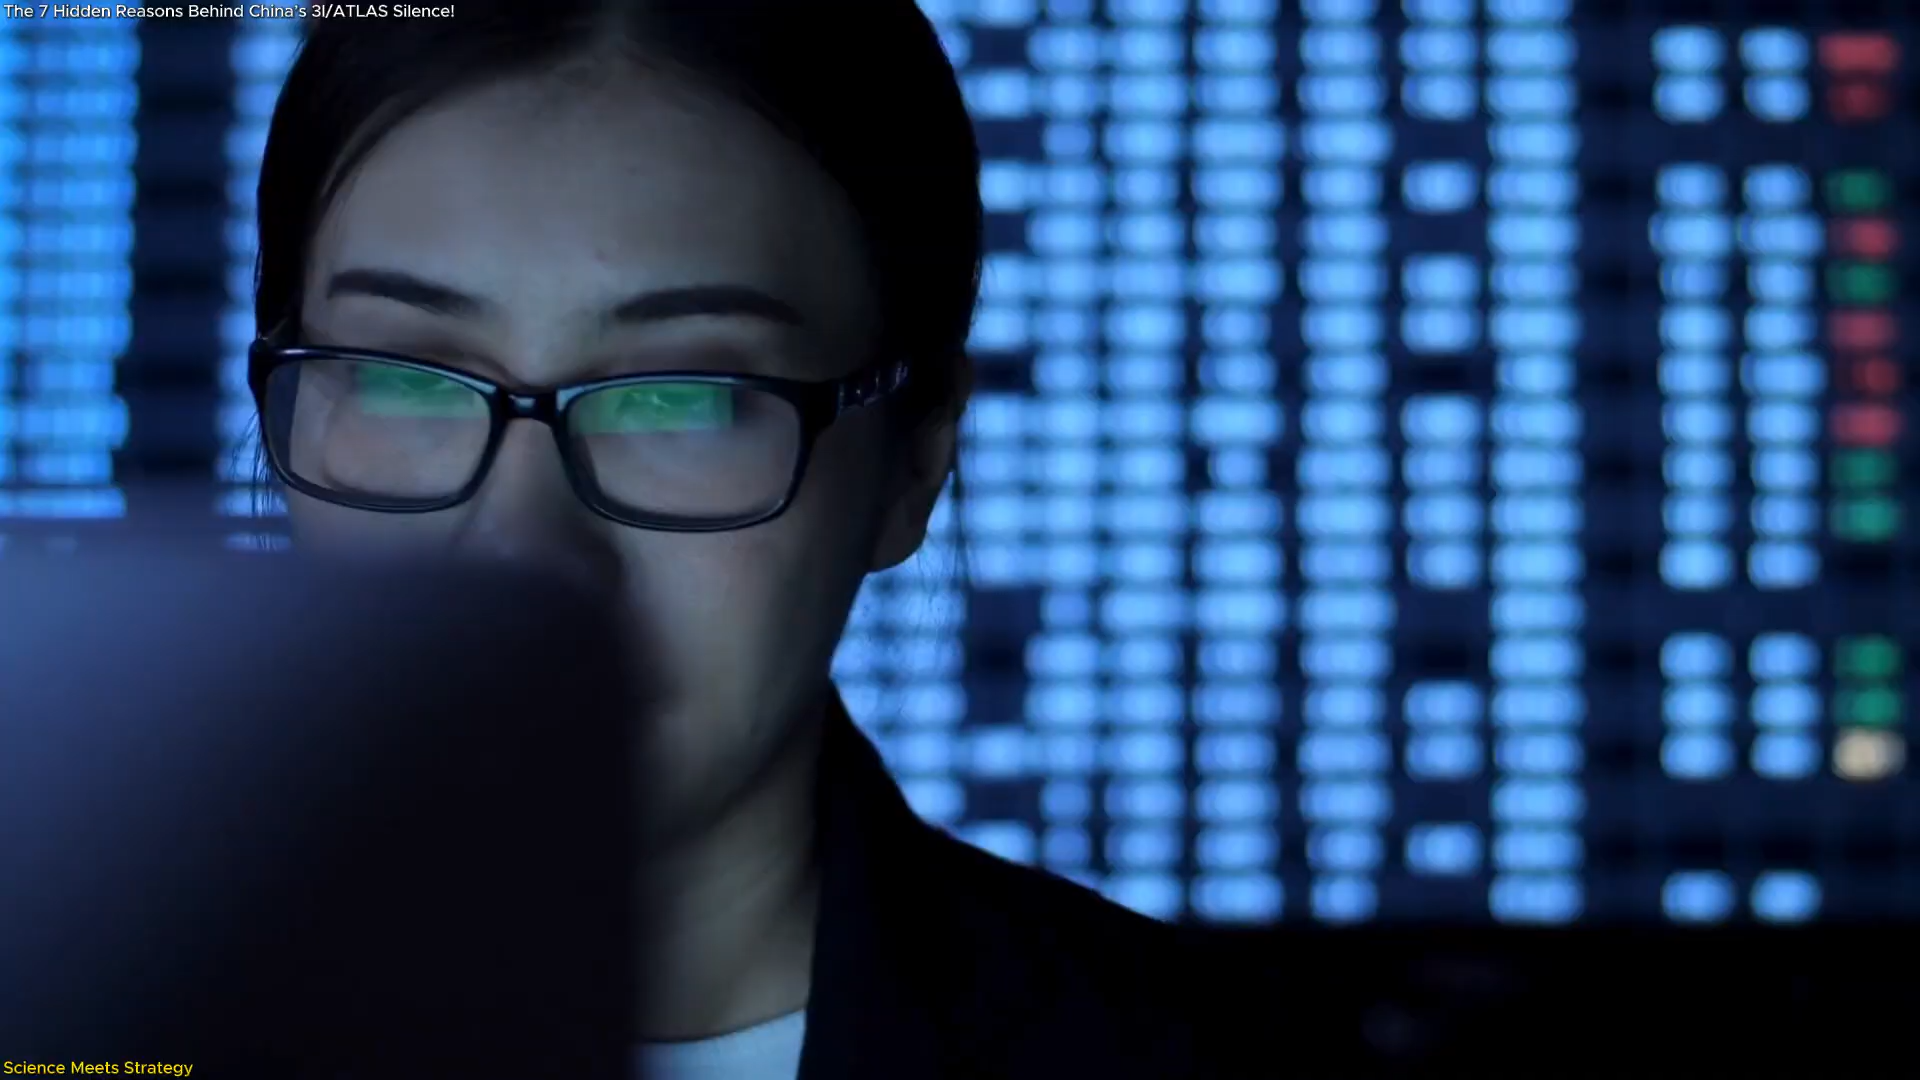 The 7 Hidden Reasons Behind China's 3I/ATLAS Silence!
Science Meets Strategy